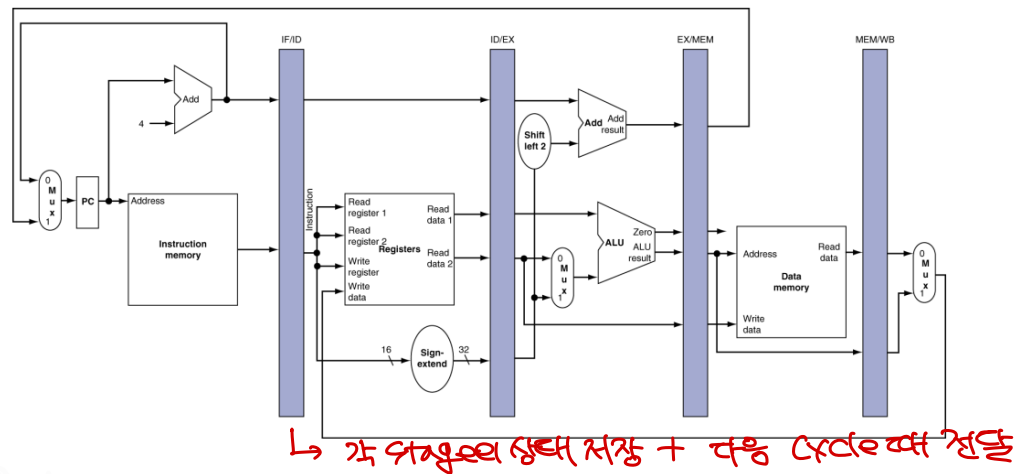 IF/ID
ID/EX
EX/MEM
MEM/WB
Add
4
Shift
left 2
Add
Add
result
0
M
u
x
1
PC
Address
Instruction
memory
Instruction
Read
register 1
Read
register 2
Write
register
Write
data
Registers
Read
data 1
Read
data 2
16
Sign-
extend
32
0
M
u
x
1
Zero
ALU
ALU
result
Address
Read
data
Data
memory
Write
data
0
M
u
x
1
↳ 각 stage의 상태 저장 + 다음 cycle때 전달